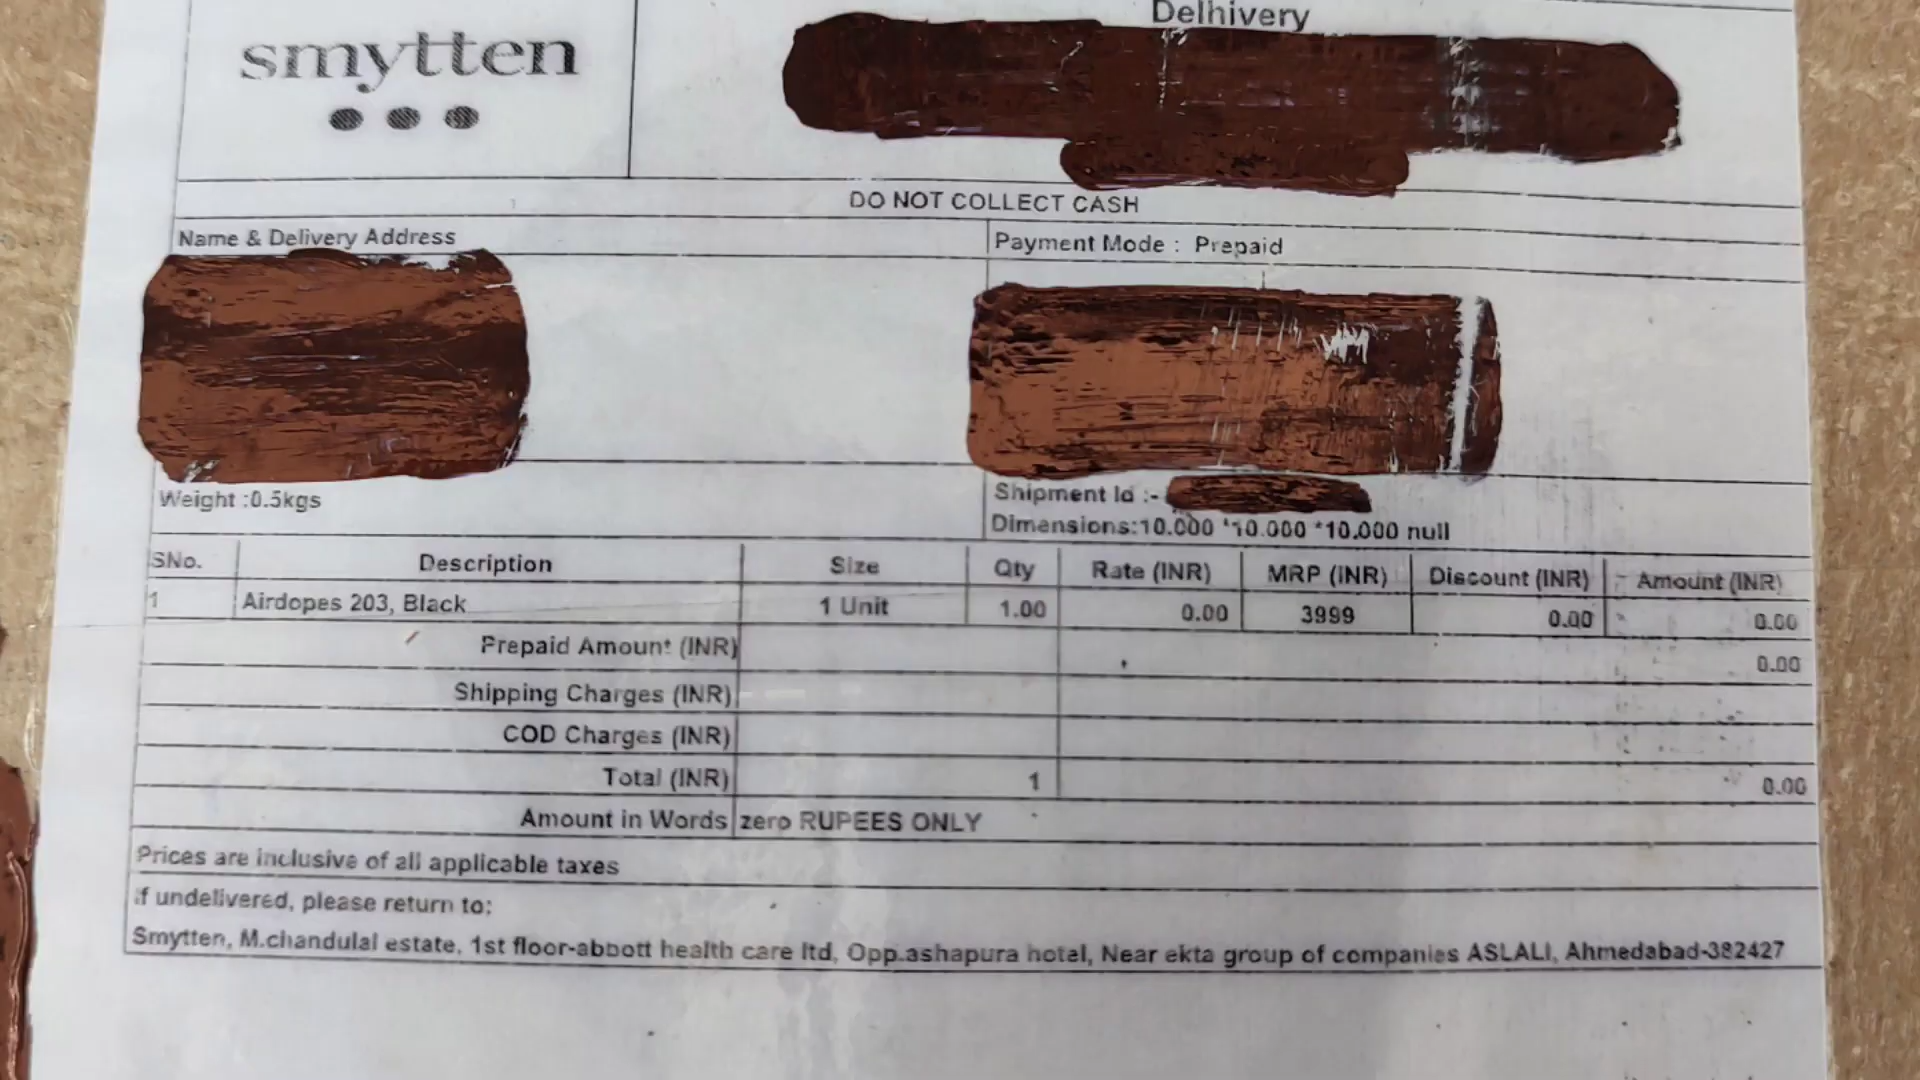 smytten
Delhivery
DO NOT COLLECT CASH
Name & Delivery Address
Payment Mode : Prepaid
Weight :0.5kgs
Shipment Id :-
Dimensions:10.000 *10.000 *10.000 null
SNo. Description Size Qty Rate (INR) MRP (INR) Discount (INR) Amount (INR)
1 Airdopes 203, Black 1 Unit 1.00 0.00 3999 0.00 0.00
Prepaid Amount (INR) 0.00
Shipping Charges (INR)
COD Charges (INR)
Total (INR) 1 0.00
Amount in Words zero RUPEES ONLY
Prices are inclusive of all applicable taxes
If undelivered, please return to:
Smytten, M.chandulal estate, 1st floor-abbott health care ltd, Opp.ashapura hotel, Near ekta group of companies ASLALI, Ahmedabad-382427